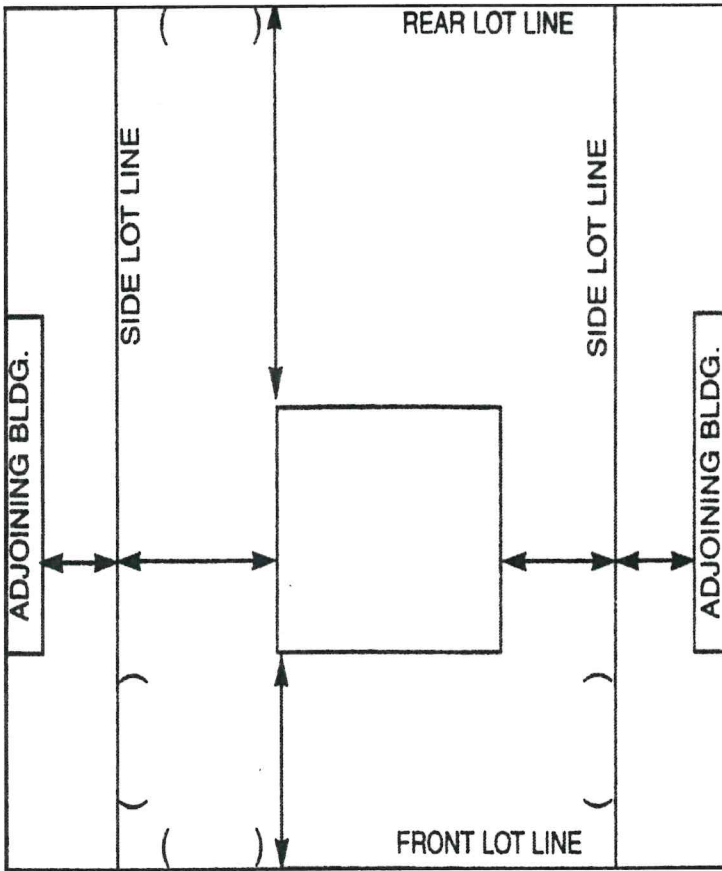 ( ) REAR LOT LINE
SIDE LOT LINE
SIDE LOT LINE
ADJOINING BLDG.
ADJOINING BLDG.
( )
( )
( ) FRONT LOT LINE